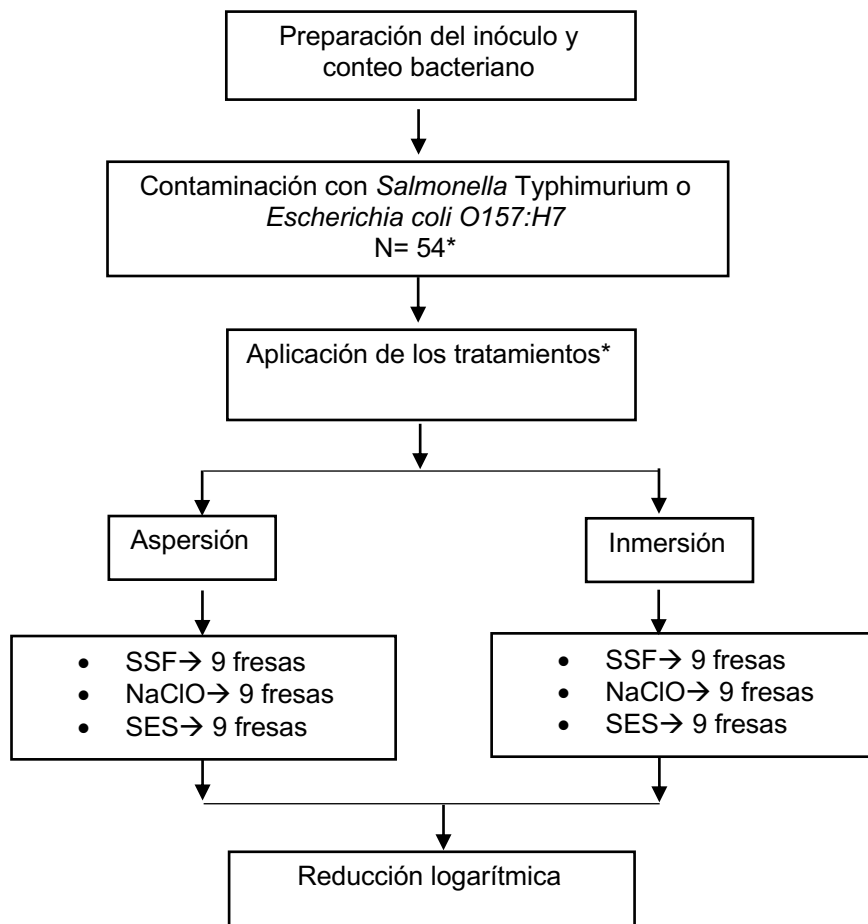 Preparación del inóculo y
conteo bacteriano
Contaminación con Salmonella Typhimurium o
Escherichia coli O157:H7
N= 54*
Aplicación de los tratamientos*
Aspersión
Inmersión
• SSF→ 9 fresas
• NaClO→ 9 fresas
• SES→ 9 fresas
• SSF→ 9 fresas
• NaClO→ 9 fresas
• SES→ 9 fresas
Reducción logarítmica